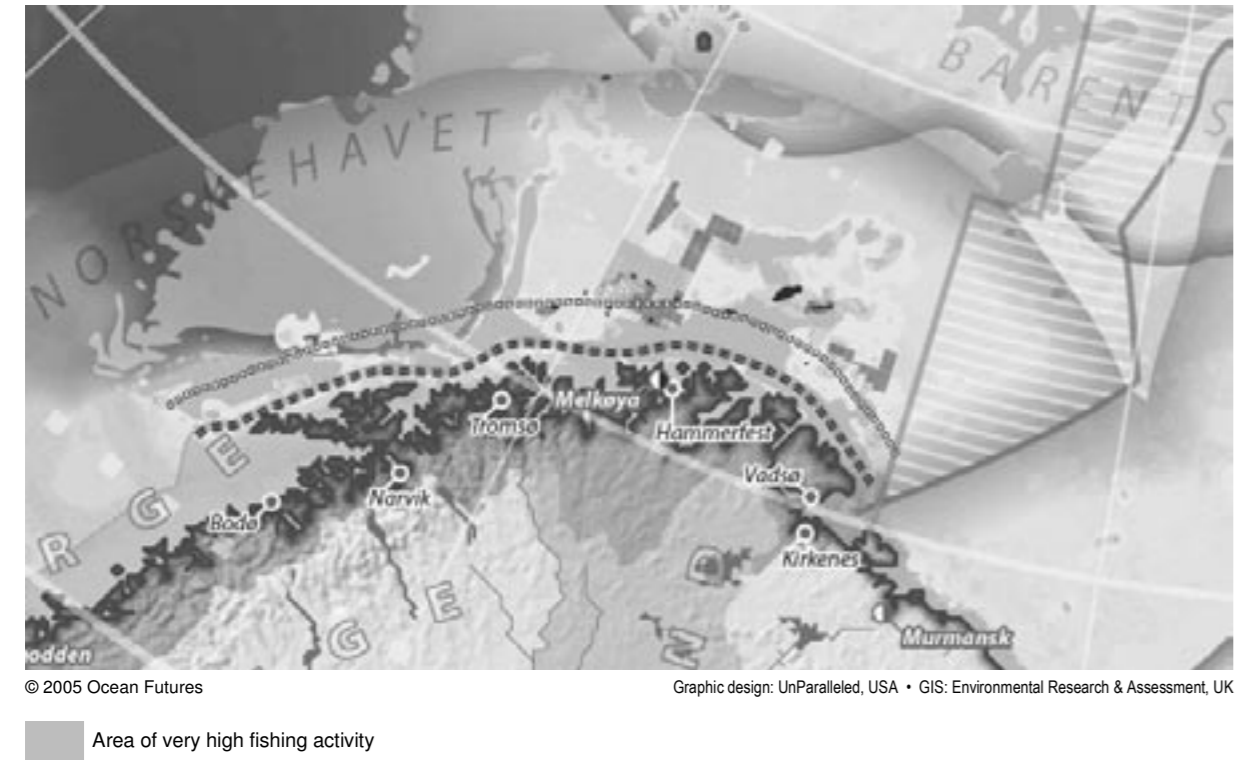 BARENTS
NORSKEHAVET
Tromsø
Melkøya
Hammerfest
Vadsø
Narvik
Bodø
Kirkenes
NORGE
Murmansk
© 2005 Ocean Futures
Graphic design: UnParalleled, USA • GIS: Environmental Research & Assessment, UK
Area of very high fishing activity